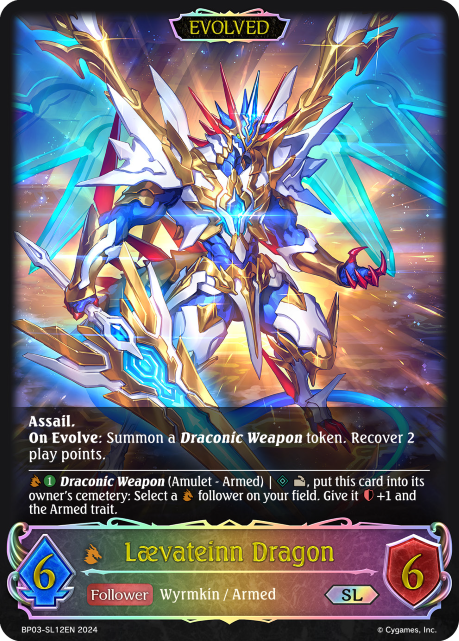 EVOLVED
Assail.
On Evolve: Summon a Draconic Weapon token. Recover 2
play points.
1 Draconic Weapon (Amulet - Armed) | , put this card into its
owner's cemetery: Select a follower on your field. Give it +1 and
the Armed trait.
Lævateinn Dragon
6
6
Follower Wyrmkin / Armed
SL
BP03-SL12EN 2024
© Cygames, Inc.